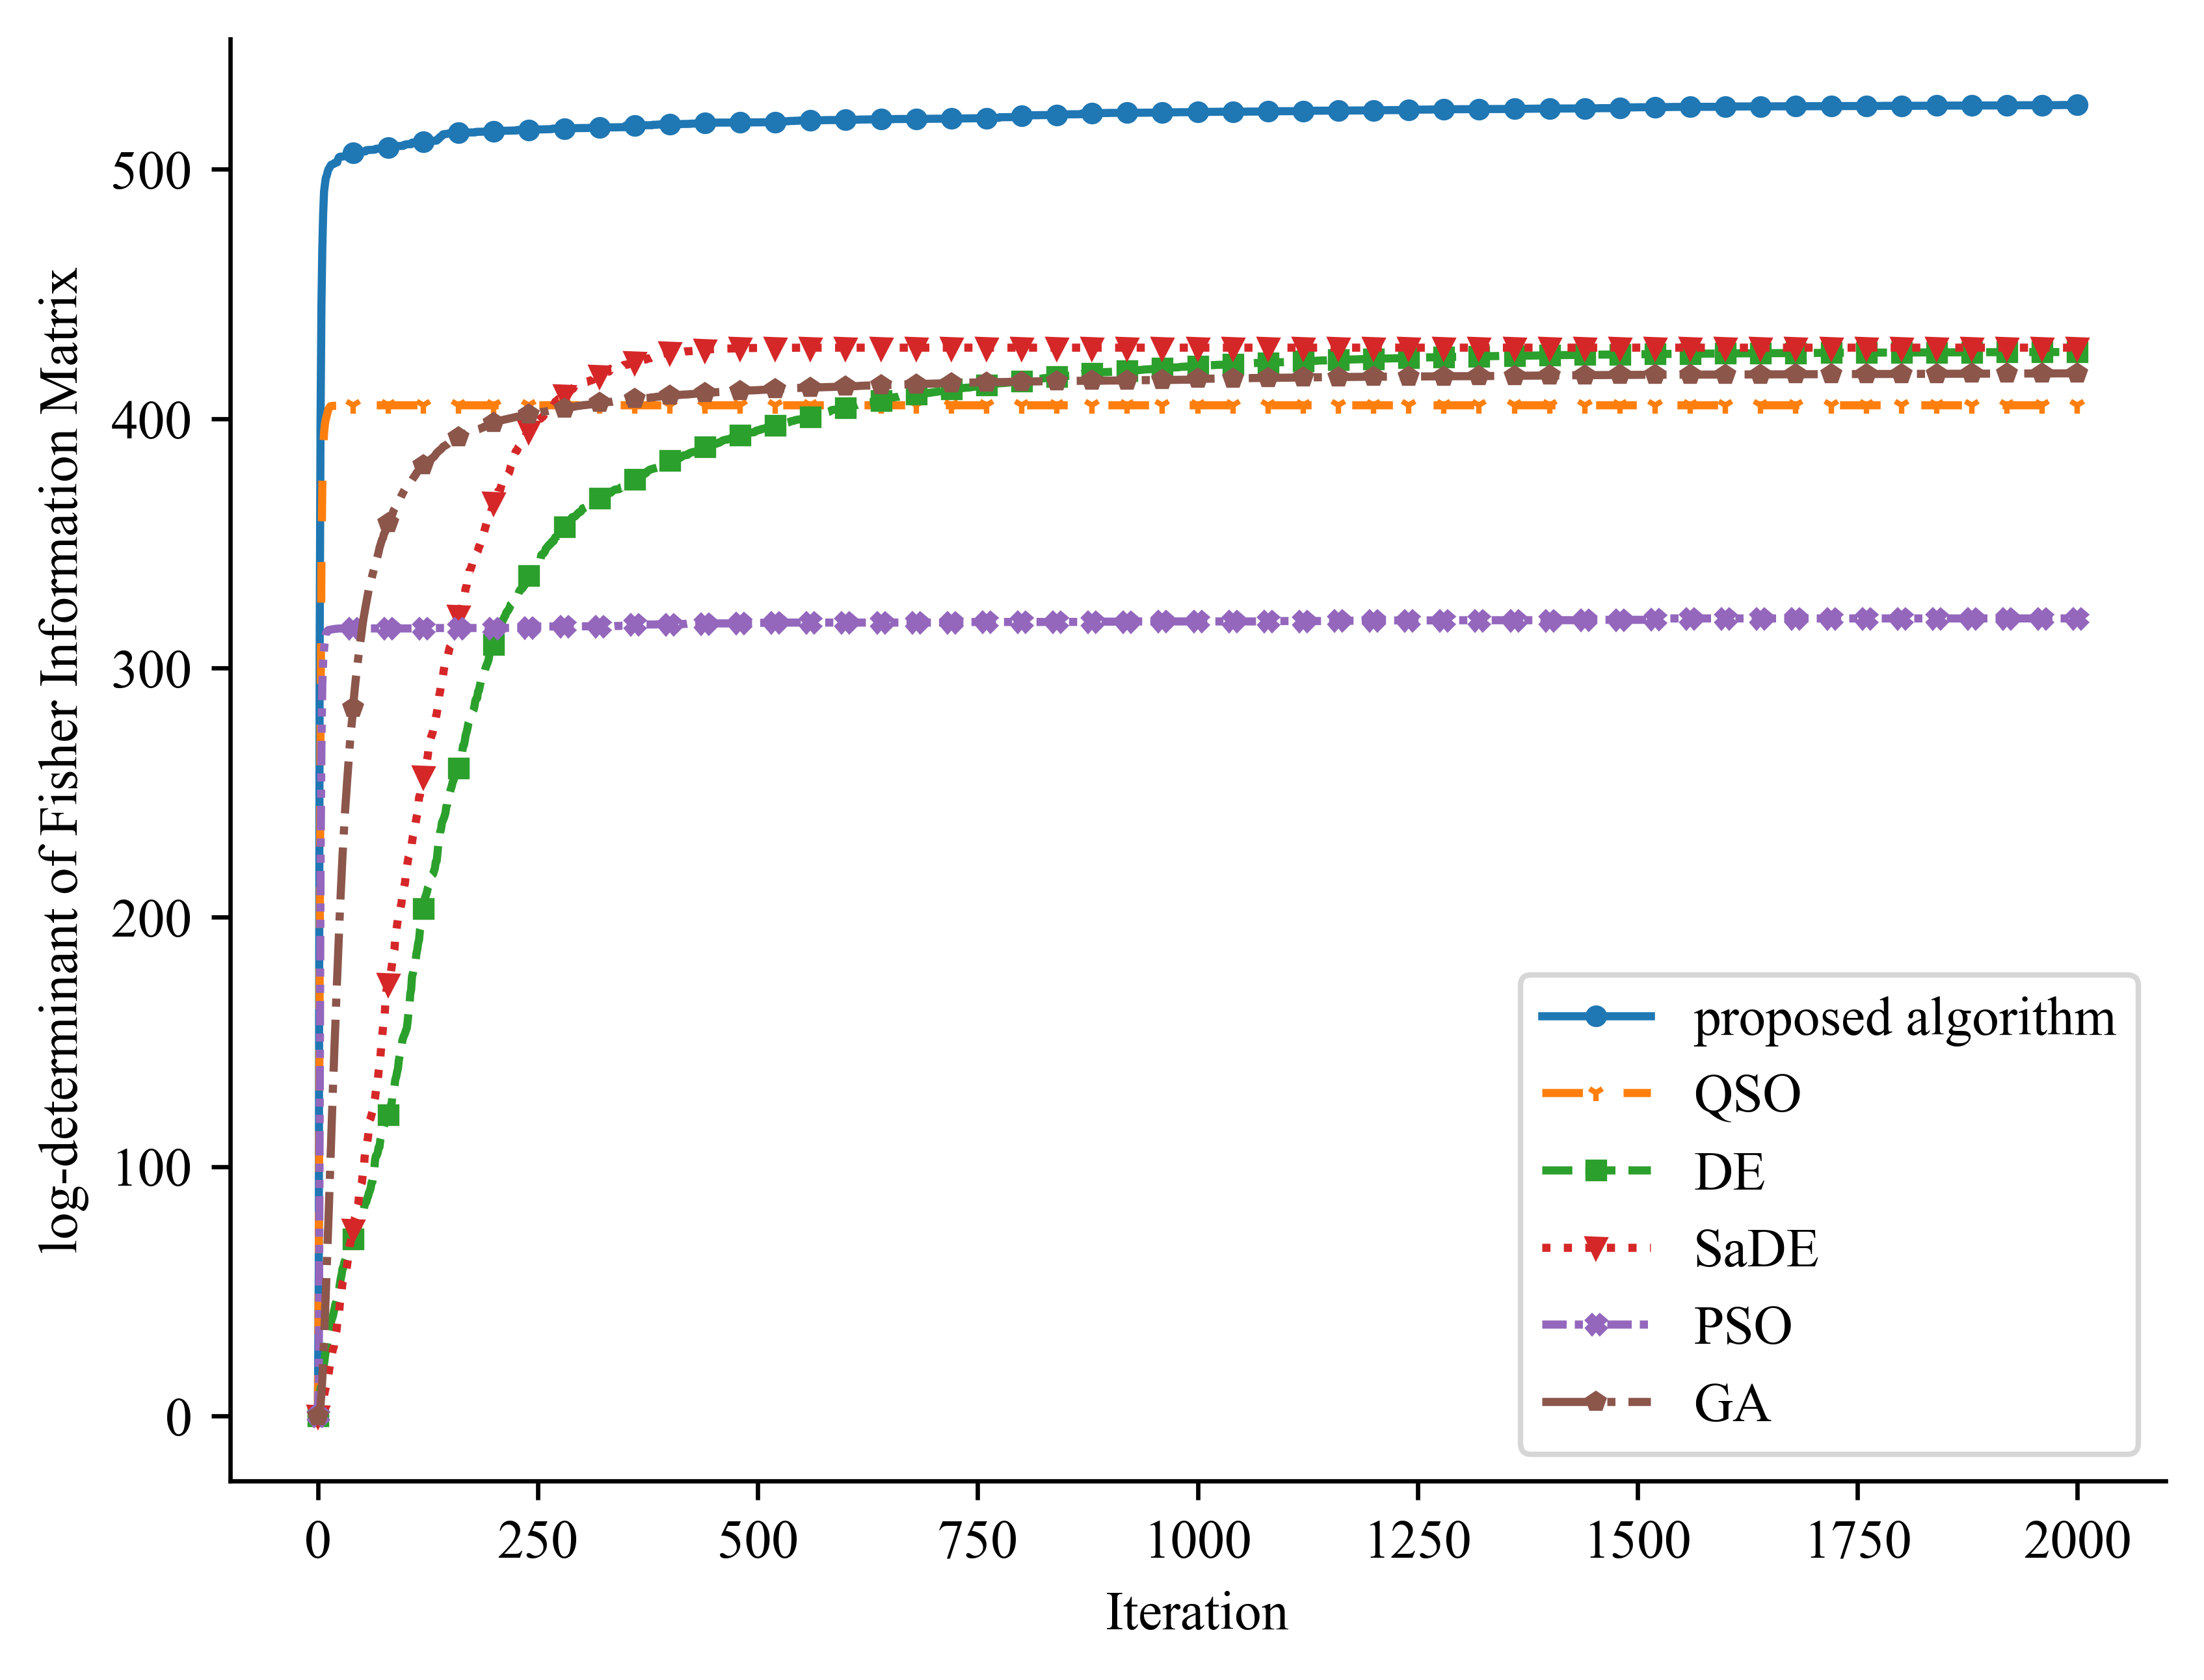 log-determinant of Fisher Information Matrix
500
400
300
200
100
0
proposed algorithm
QSO
DE
SaDE
PSO
GA
0 250 500 750 1000 1250 1500 1750 2000
Iteration